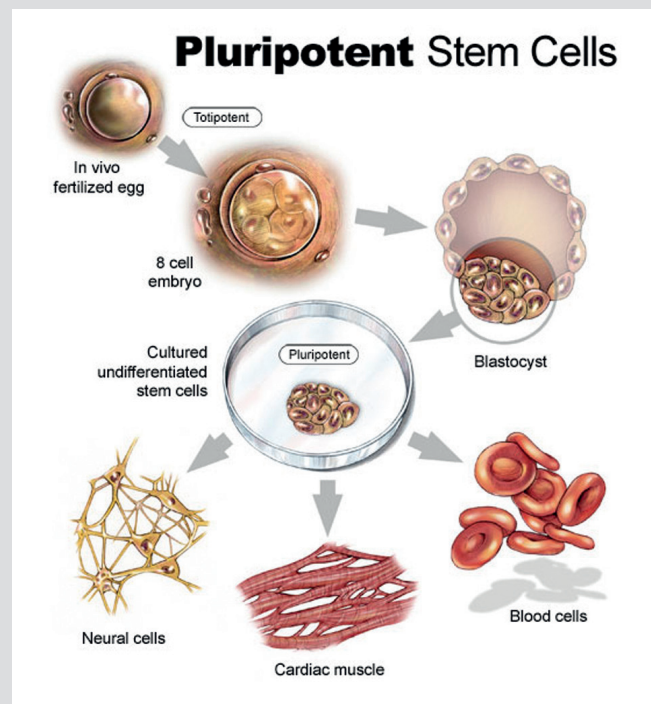 Pluripotent Stem Cells
Totipotent
In vivo
fertilized egg
8 cell
embryo
Blastocyst
Cultured
undifferentiated
stem cells
Pluripotent
Neural cells
Cardiac muscle
Blood cells